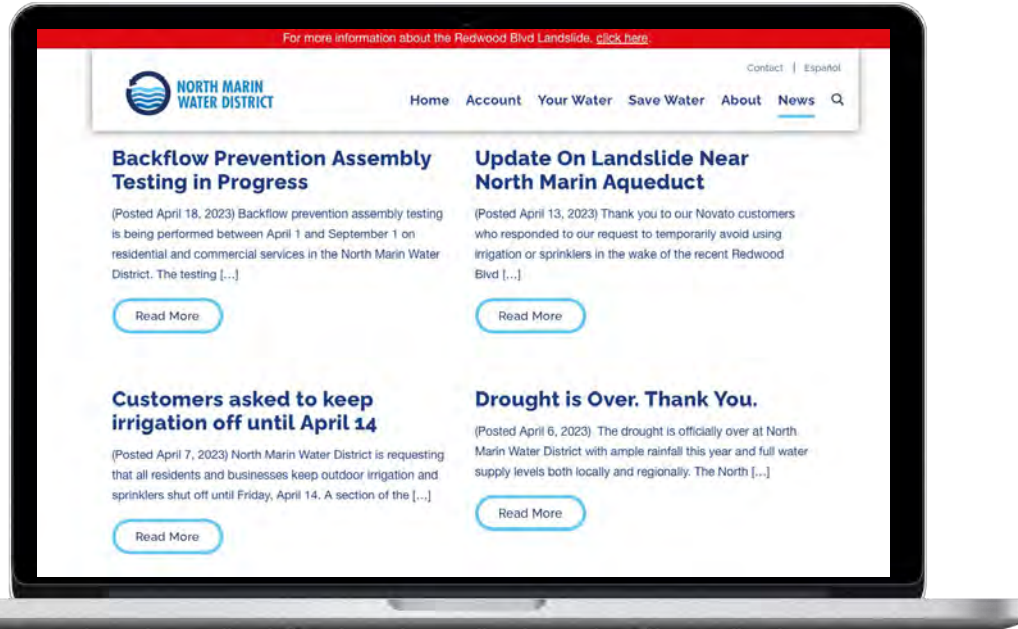 For more information about the Redwood Blvd Landslide, click here.
Contact | Español
NORTH MARIN
WATER DISTRICT
Home Account Your Water Save Water About News
Backflow Prevention Assembly
Testing in Progress
(Posted April 18, 2023) Backflow prevention assembly testing
is being performed between April 1 and September 1 on
residential and commercial services in the North Marin Water
District. The testing […]
Read More
Update On Landslide Near
North Marin Aqueduct
(Posted April 13, 2023) Thank you to our Novato customers
who responded to our request to temporarily avoid using
irrigation or sprinklers in the wake of the recent Redwood
Blvd […]
Read More
Customers asked to keep
irrigation off until April 14
(Posted April 7, 2023) North Marin Water District is requesting
that all residents and businesses keep outdoor irrigation and
sprinklers shut off until Friday, April 14. A section of the […]
Read More
Drought is Over. Thank You.
(Posted April 6, 2023) The drought is officially over at North
Marin Water District with ample rainfall this year and full water
supply levels both locally and regionally. The North […]
Read More